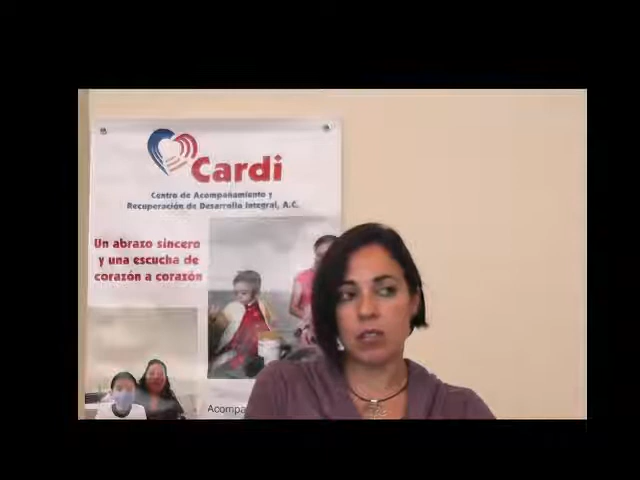 Cardi
Centro de Acompañamiento y
Recuperación de Desarrollo Integral, A.C.
Un abrazo sincero
y una escucha de
corazón a corazón
Acompa